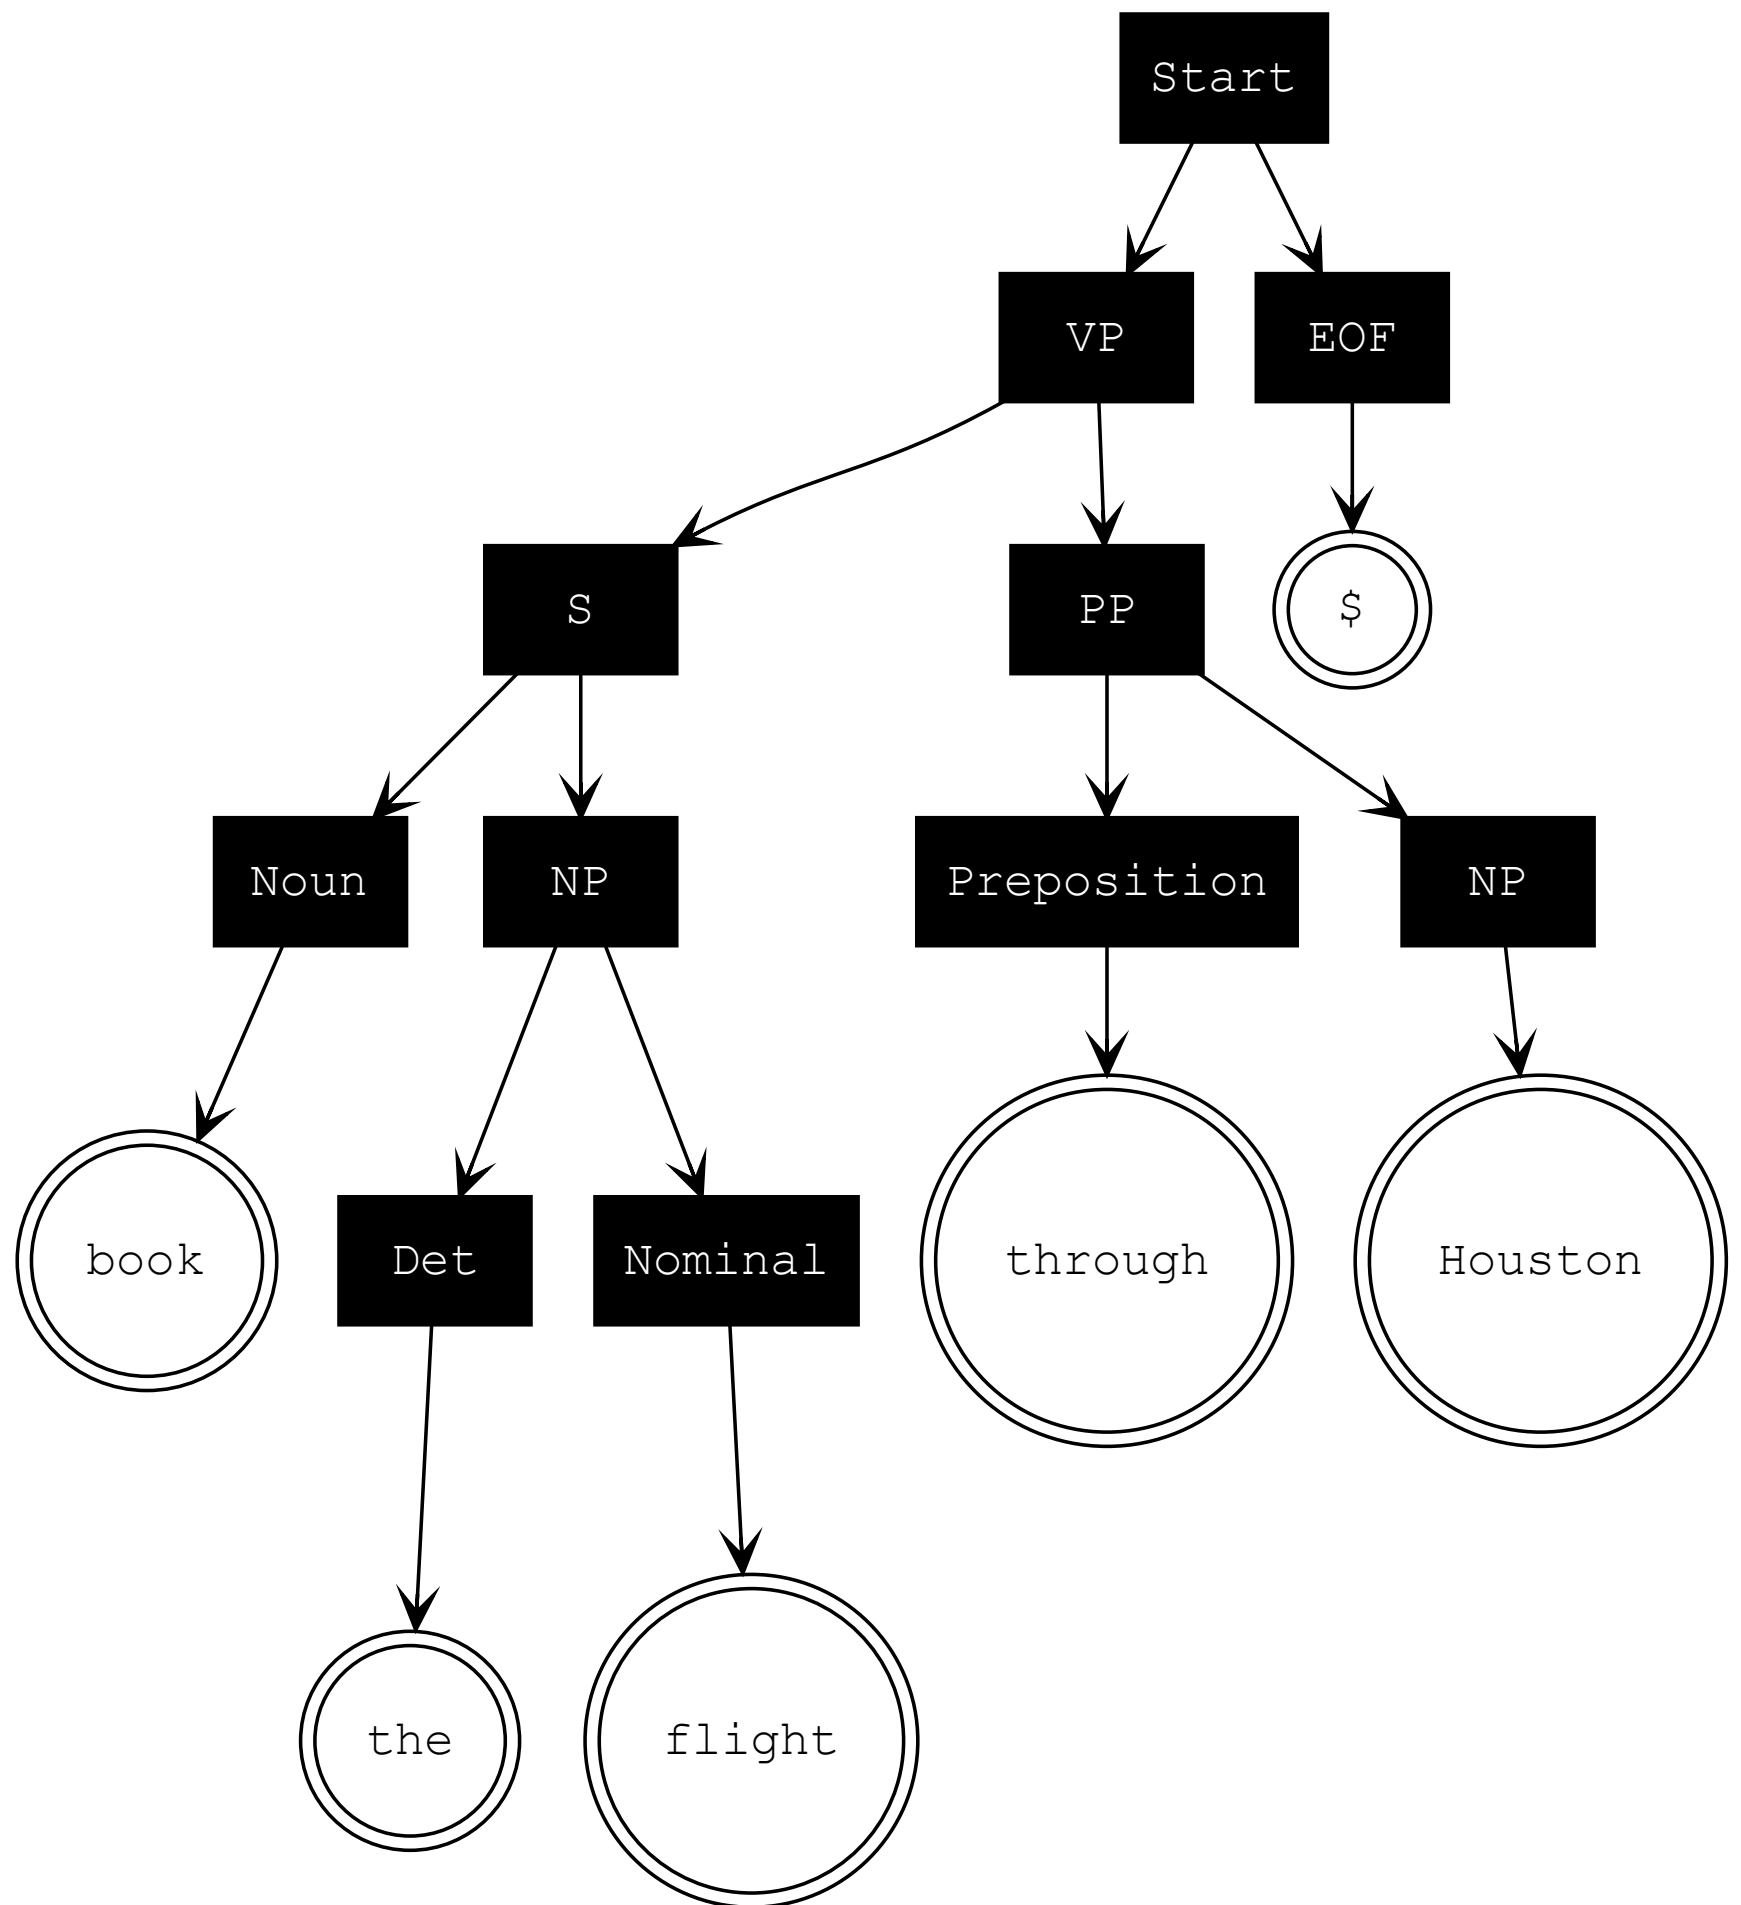 Start
VP EOF
S PP $
Noun NP Preposition NP
book Det Nominal through Houston
the flight